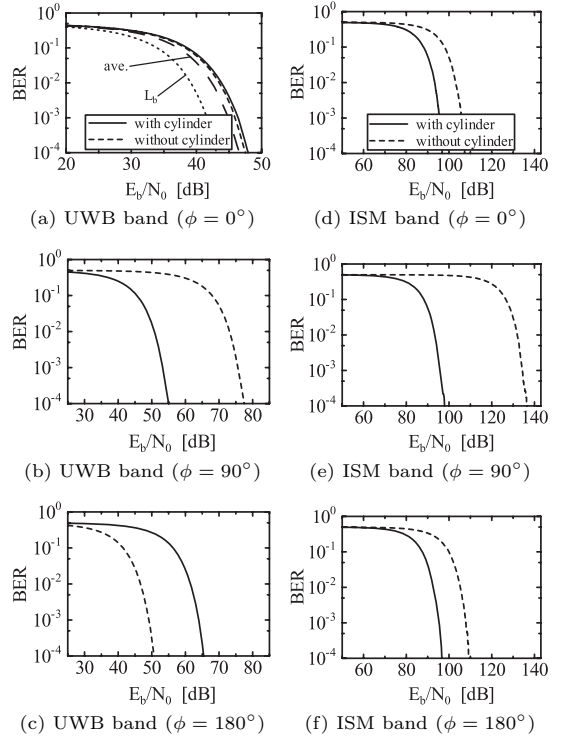 10^0
10^-1
10^-2
10^-3
10^-4
BER
ave.
L_b
with cylinder
without cylinder
20 30 40 50
E_b/N_0 [dB]
(a) UWB band (ϕ = 0°)
10^0
10^-1
10^-2
10^-3
10^-4
BER
with cylinder
without cylinder
60 80 100 120 140
E_b/N_0 [dB]
(d) ISM band (ϕ = 0°)
10^0
10^-1
10^-2
10^-3
10^-4
BER
30 40 50 60 70 80
E_b/N_0 [dB]
(b) UWB band (ϕ = 90°)
10^0
10^-1
10^-2
10^-3
10^-4
BER
60 80 100 120 140
E_b/N_0 [dB]
(e) ISM band (ϕ = 90°)
10^0
10^-1
10^-2
10^-3
10^-4
BER
30 40 50 60 70 80
E_b/N_0 [dB]
(c) UWB band (ϕ = 180°)
10^0
10^-1
10^-2
10^-3
10^-4
BER
60 80 100 120 140
E_b/N_0 [dB]
(f) ISM band (ϕ = 180°)